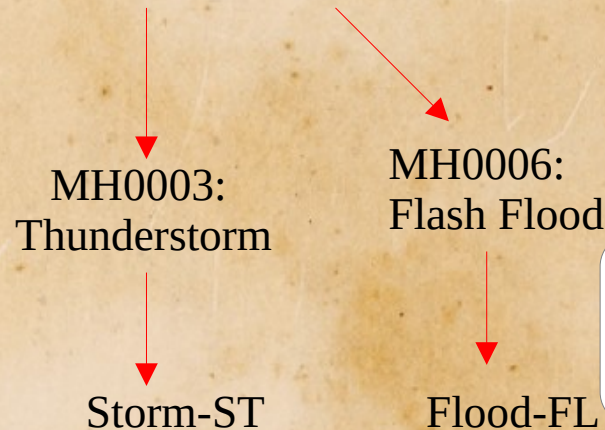 MH0003:
Thunderstorm
MH0006:
Flash Flood
Storm-ST
Flood-FL